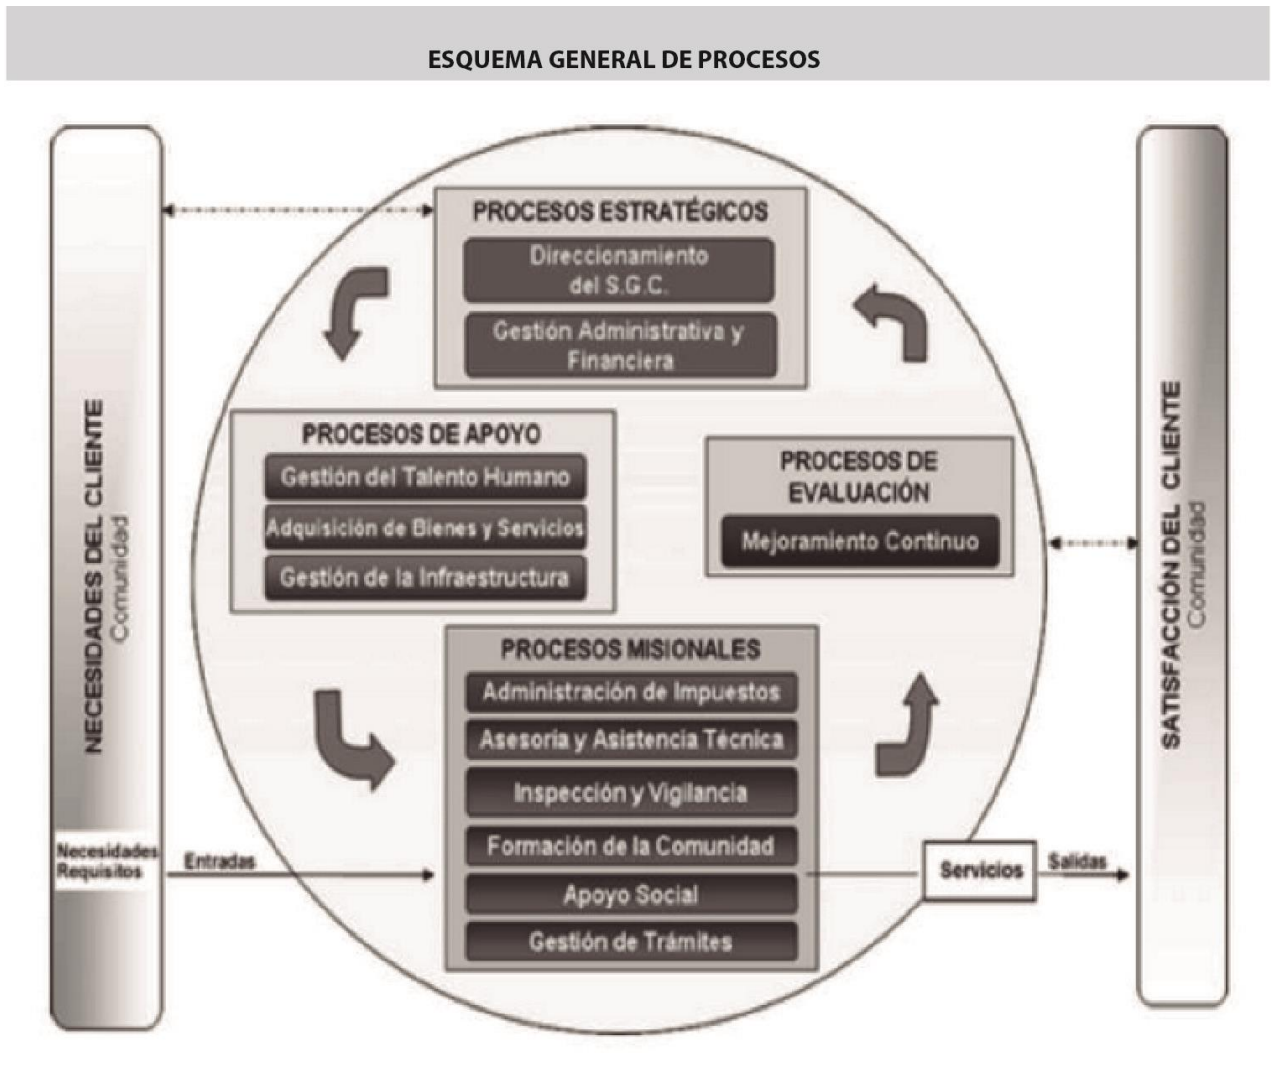 ESQUEMA GENERAL DE PROCESOS
NECESIDADES DEL CLIENTE
Comunidad
Necesidades
Requisitos
Entradas
PROCESOS ESTRATÉGICOS
Direccionamiento
del S.G.C.
Gestión Administrativa y
Financiera
PROCESOS DE APOYO
Gestión del Talento Humano
Adquisición de Bienes y Servicios
Gestión de la Infraestructura
PROCESOS DE
EVALUACIÓN
Mejoramiento Continuo
PROCESOS MISIONALES
Administración de Impuestos
Asesoría y Asistencia Técnica
Inspección y Vigilancia
Formación de la Comunidad
Apoyo Social
Gestión de Trámites
Servicios
Salidas
SATISFACCIÓN DEL CLIENTE
Comunidad